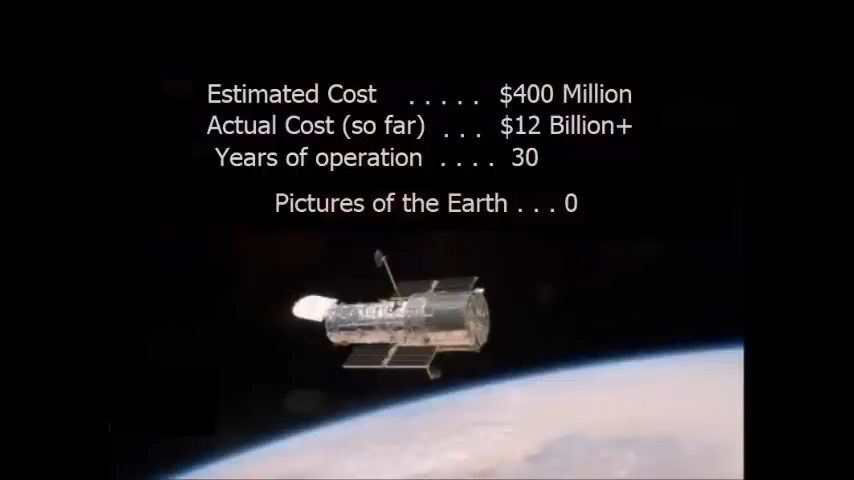 Estimated Cost ..... $400 Million
Actual Cost (so far) ... $12 Billion+
Years of operation .... 30
Pictures of the Earth ... 0